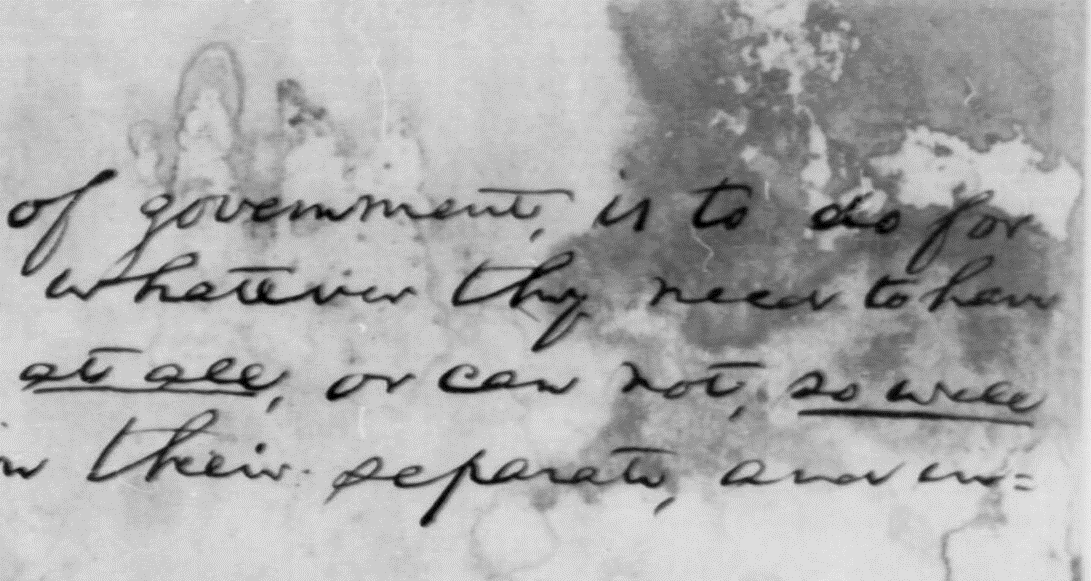 of government, is to do for
whatever they need to have
at all, or can not, so well
in their separate, and in=